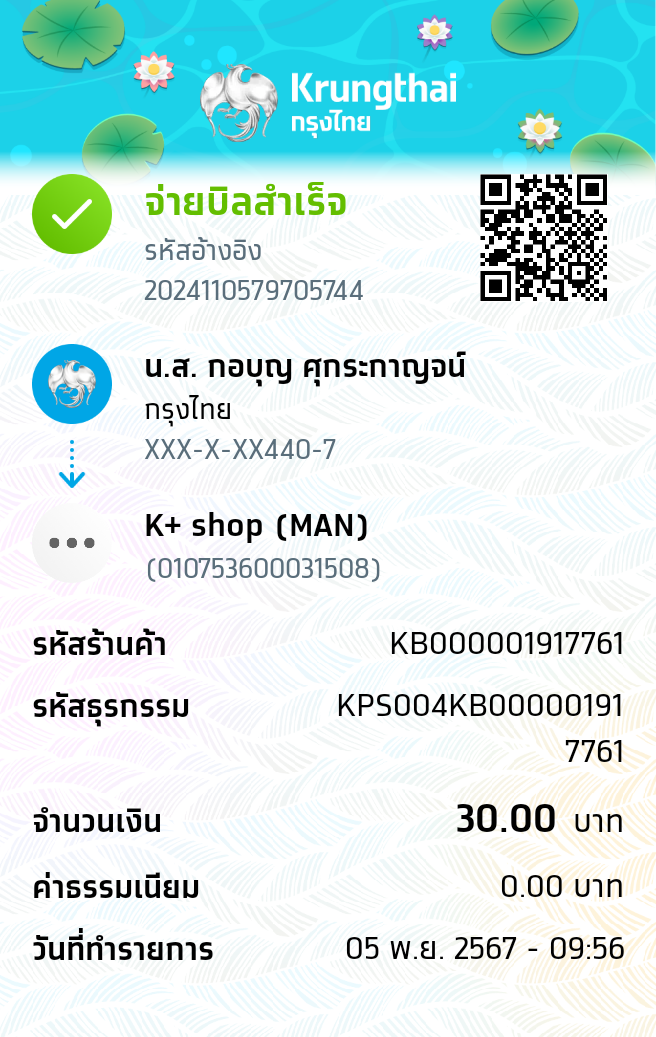 Krungthai
กรุงไทย
จ่ายบิลสำเร็จ
รหัสอ้างอิง
2024110579705744
น.ส. กอบุญ ศุกระกาญจน์
กรุงไทย
XXX-X-XX440-7
K+ shop (MAN)
(010753600031508)
รหัสร้านค้า KB000001917761
รหัสธุรกรรม KPS004KB00000191
7761
จำนวนเงิน 30.00 บาท
ค่าธรรมเนียม 0.00 บาท
วันที่ทำรายการ 05 พ.ย. 2567 - 09:56